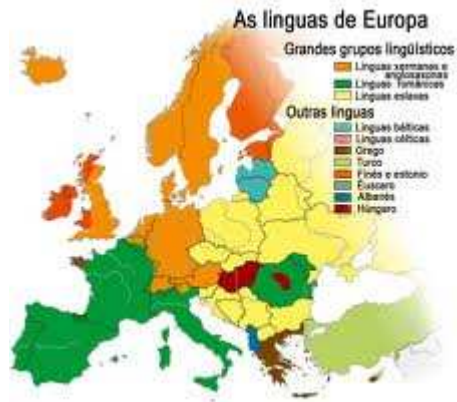 As linguas de Europa
Grandes grupos lingüísticos
Linguas xermanas e
anglosasonas
Linguas románicas
Linguas eslavas
Outras linguas
Linguas bálticas
Linguas célticas
Grego
Turco
Finés e estonio
Éuscaro
Albanés
Húngaro